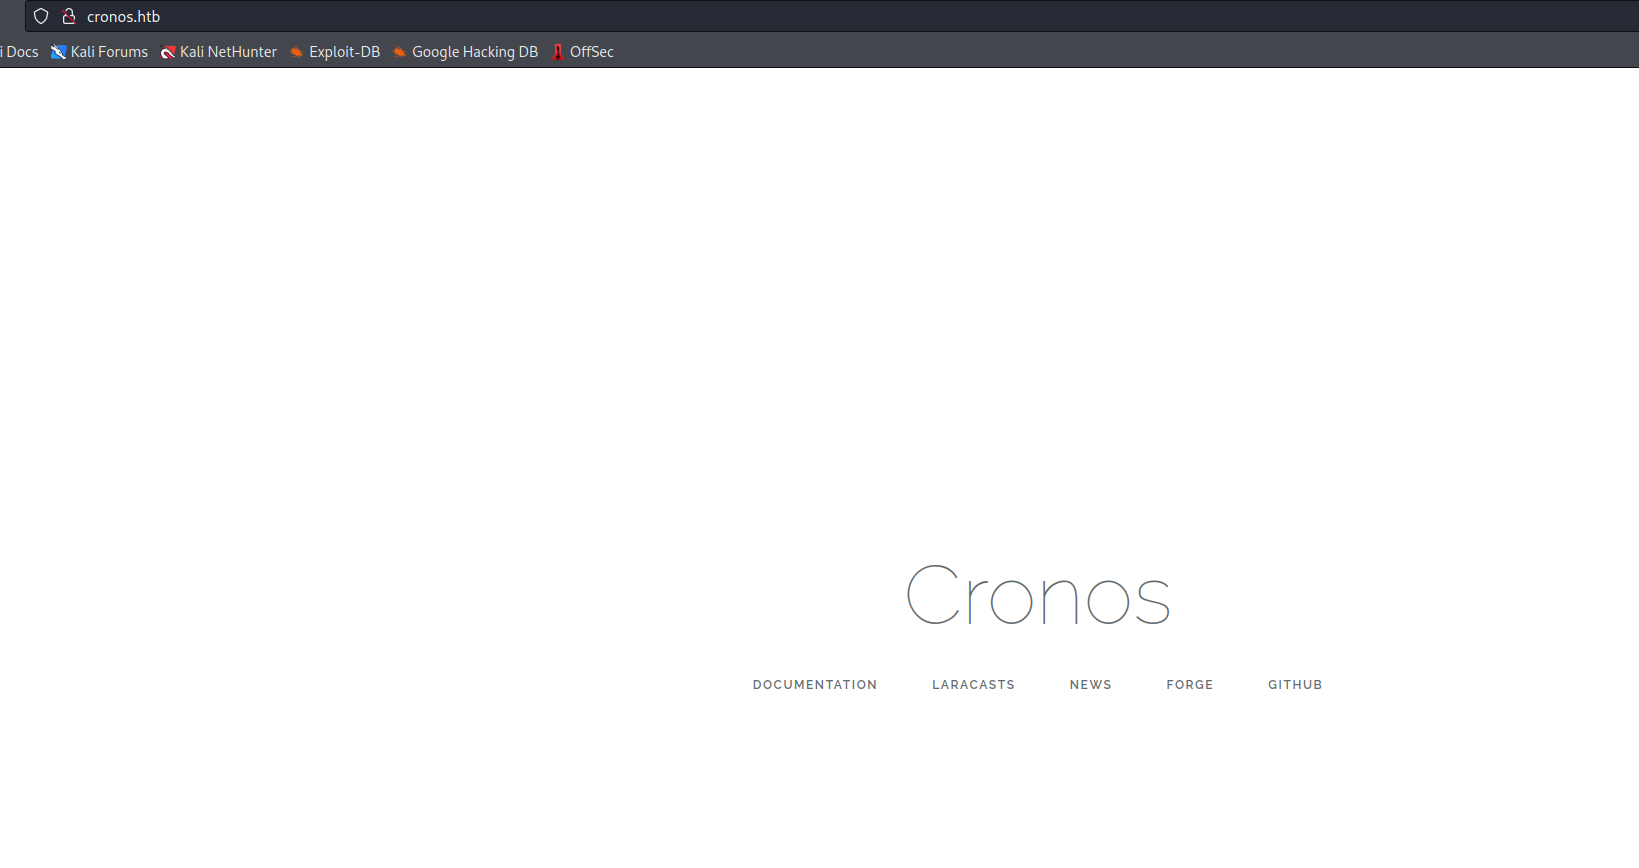 cronos.htb
i Docs Kali Forums Kali NetHunter Exploit-DB Google Hacking DB OffSec
Cronos
DOCUMENTATION LARACASTS NEWS FORGE GITHUB